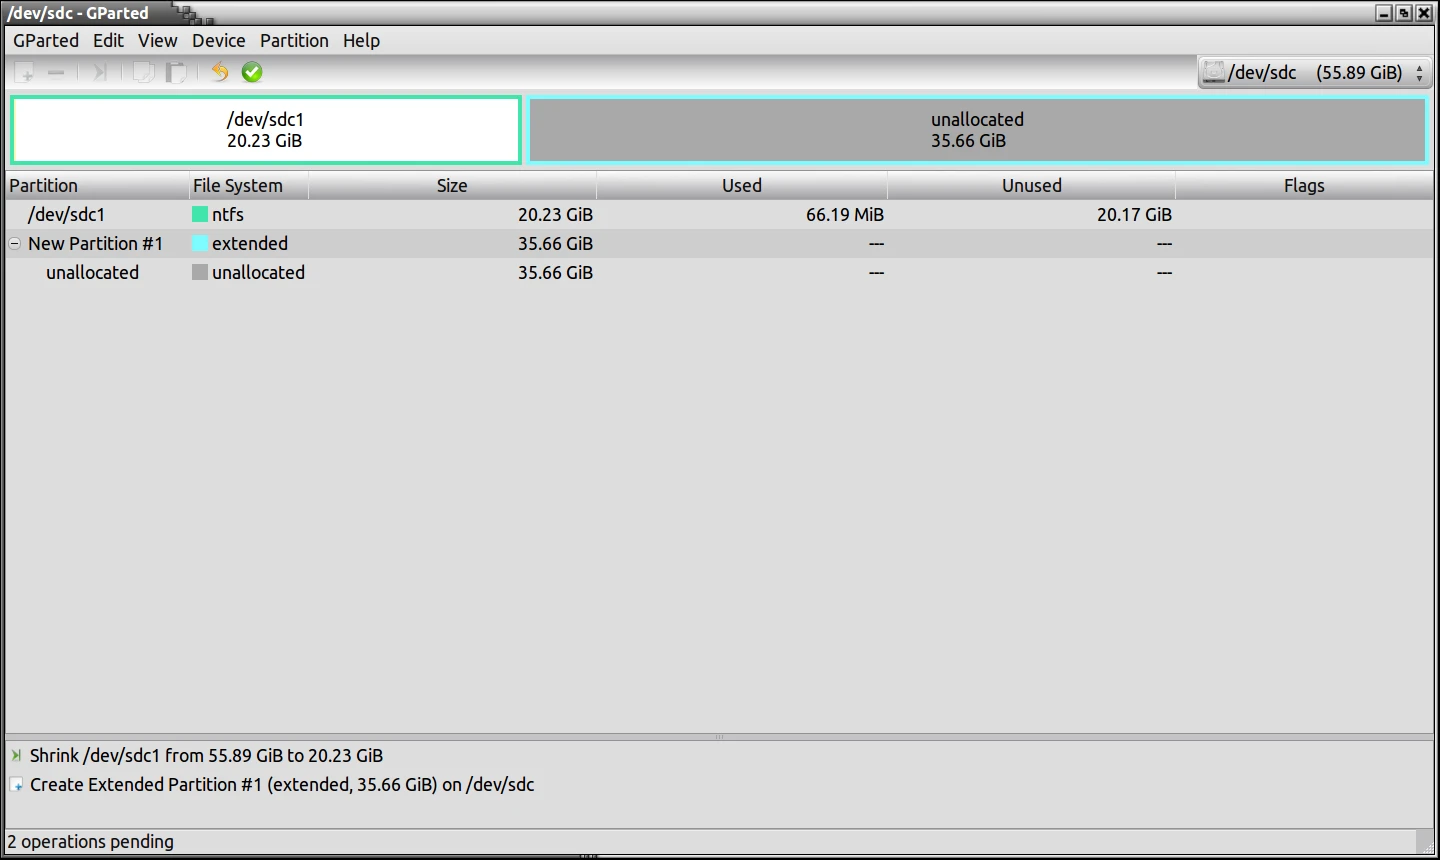 /dev/sdc - GParted
GParted Edit View Device Partition Help
/dev/sdc (55.89 GiB)
/dev/sdc1
20.23 GiB
unallocated
35.66 GiB
Partition File System Size Used Unused Flags
/dev/sdc1 ntfs 20.23 GiB 66.19 MiB 20.17 GiB
New Partition #1 extended 35.66 GiB --- ---
unallocated unallocated 35.66 GiB --- ---
Shrink /dev/sdc1 from 55.89 GiB to 20.23 GiB
Create Extended Partition #1 (extended, 35.66 GiB) on /dev/sdc
2 operations pending